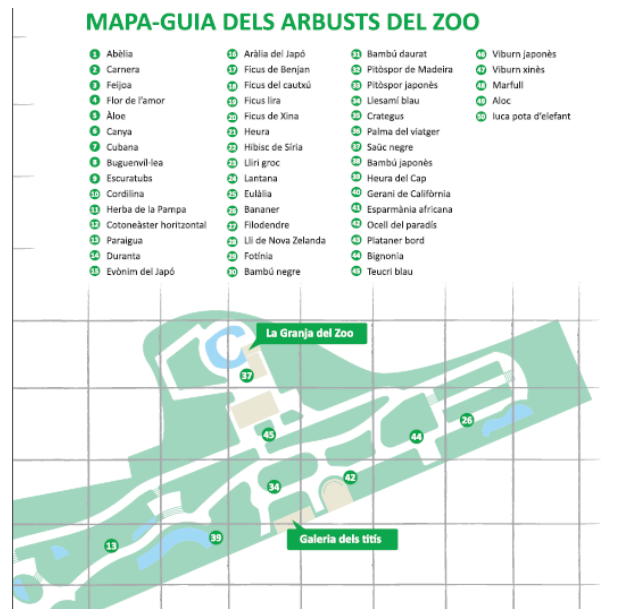 MAPA-GUIA DELS ARBUSTS DEL ZOO
1 Abèlia
2 Carnera
3 Feijoa
4 Flor de l'amor
5 Àloe
6 Canya
7 Cubana
8 Buguenvíl·lea
9 Escuratubs
10 Cordilina
11 Herba de la Pampa
12 Cotoneàster horitzontal
13 Paraigua
14 Duranta
15 Evònim del Japó
16 Aràlia del Japó
17 Ficus de Benjan
18 Ficus del cautxú
19 Ficus lira
20 Ficus de Xina
21 Heura
22 Hibisc de Síria
23 Lliri groc
24 Lantana
25 Eulàlia
26 Bananer
27 Filodendre
28 Lli de Nova Zelanda
29 Fotínia
30 Bambú negre
31 Bambú daurat
32 Pitòspor de Madeira
33 Pitòspor japonès
34 Llesamí blau
35 Crategus
36 Palma del viatger
37 Saüc negre
38 Bambú japonès
39 Heura del Cap
40 Gerani de Califòrnia
41 Esparmània africana
42 Ocell del paradís
43 Plataner bord
44 Bignonia
45 Teucri blau
46 Viburn japonès
47 Viburn xinès
48 Marfull
49 Aloc
50 Iuca pota d'elefant
La Granja del Zoo
37
26
45
44
42
34
39
13
Galeria dels titís